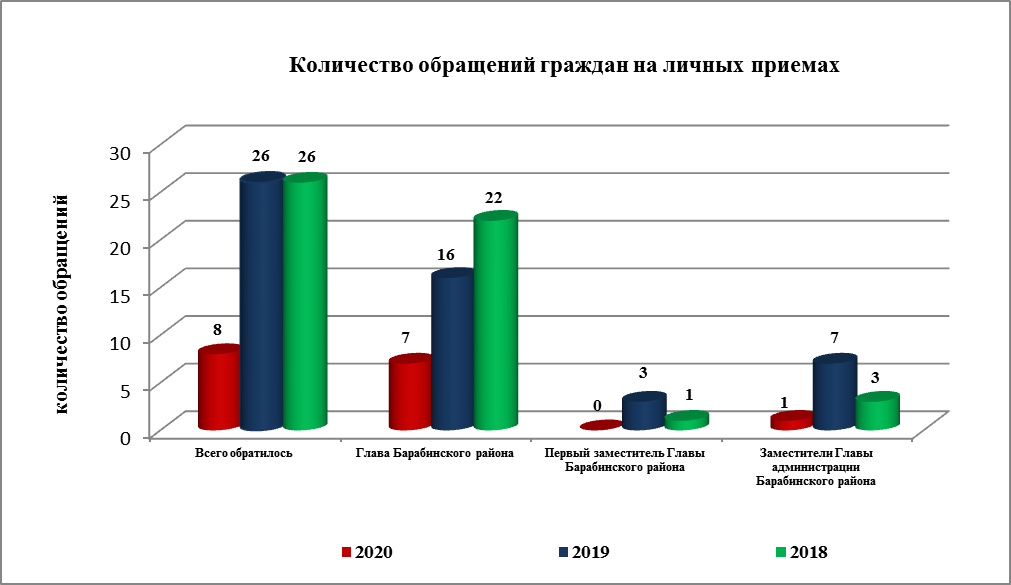 Количество обращений граждан на личных приемах
количество обращений
30
25
20
15
10
5
0
8
26
26
7
16
22
0
3
1
1
7
3
Всего обратилось
Глава Барабинского района
Первый заместитель Главы
Барабинского района
Заместители Главы
администрации
Барабинского района
2020
2019
2018